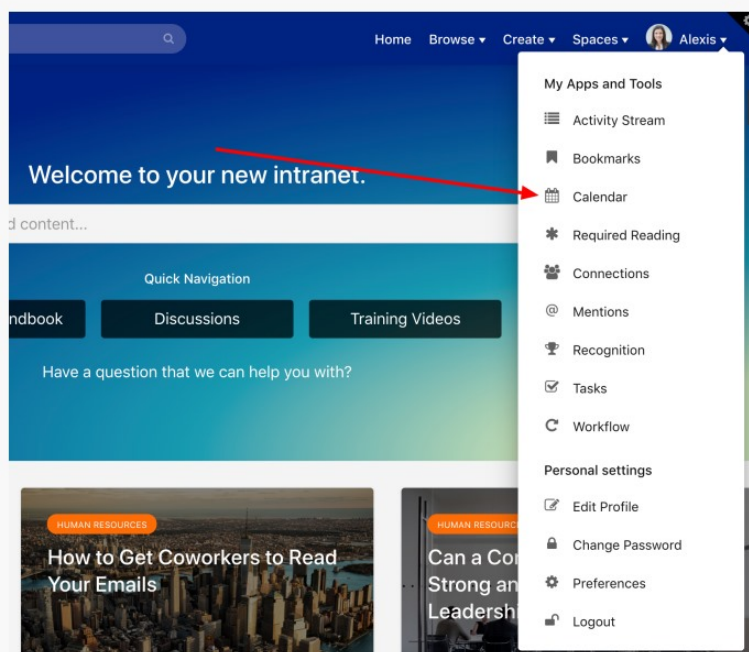 Home Browse Create Spaces Alexis
My Apps and Tools
Activity Stream
Bookmarks
Calendar
Required Reading
Connections
Mentions
Recognition
Tasks
Workflow
Personal settings
Edit Profile
Change Password
Preferences
Logout
Welcome to your new intranet.
d content...
Quick Navigation
ndbook
Discussions
Training Videos
Have a question that we can help you with?
HUMAN RESOURCES
How to Get Coworkers to Read
Your Emails
HUMAN RESOURC
Can a Co
Strong an
Leadershi